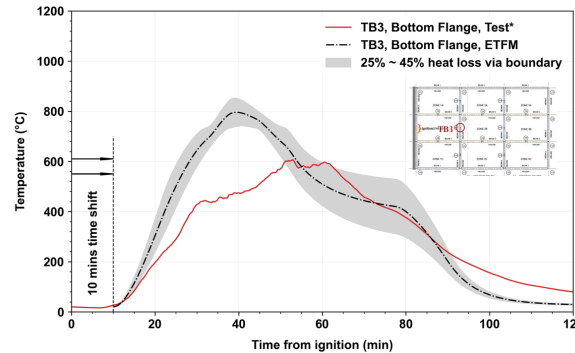 TB3, Bottom Flange, Test*
TB3, Bottom Flange, ETFM
25% ~ 45% heat loss via boundary
1200
1000
800
600
400
200
0
Temperature (°C)
10 mins time shift
TB3
0
20
40
60
80
100
120
Time from ignition (min)